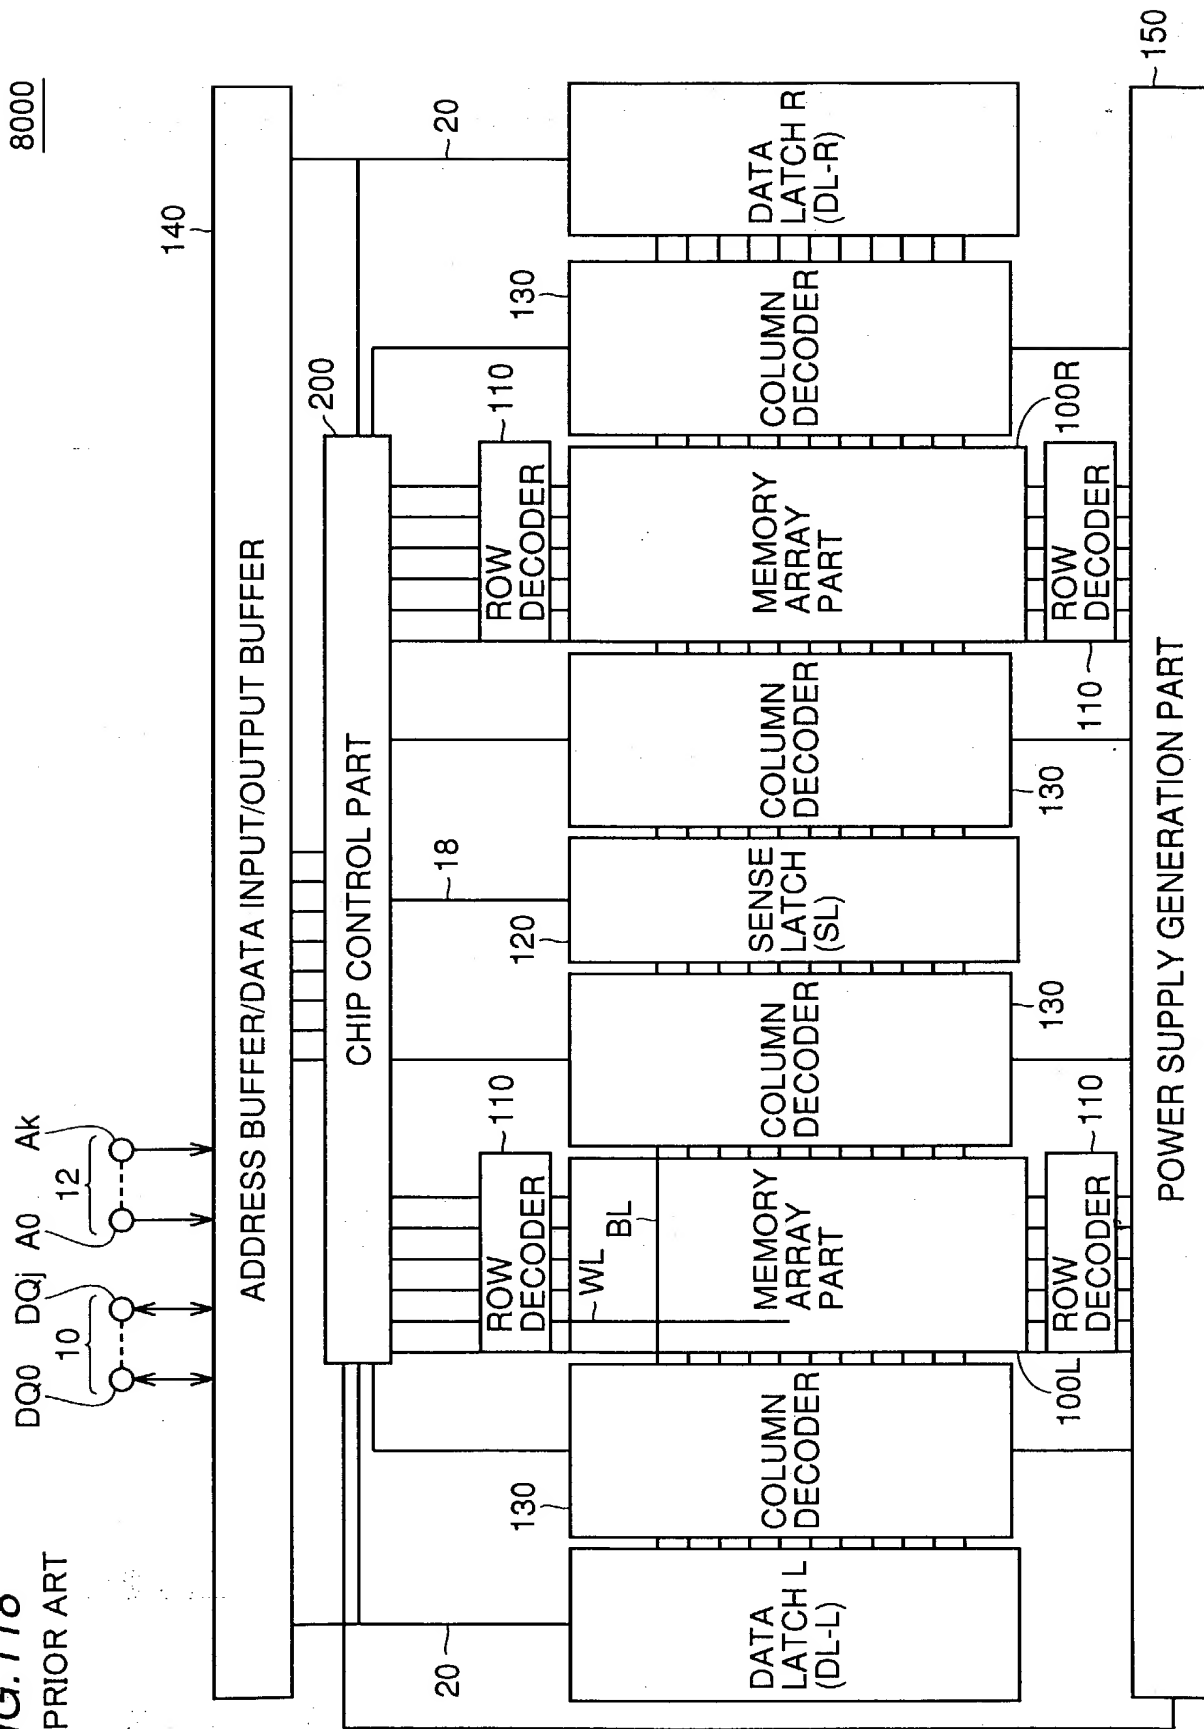 FIG.118
PRIOR ART
8000
DQ0 DQj A0 Ak
10 12
140
ADDRESS BUFFER/DATA INPUT/OUTPUT BUFFER
200
CHIP CONTROL PART
20
18
20
110
110
ROW
DECODER
ROW
DECODER
130
120
130
WL
BL
DATA
LATCH L
(DL-L)
COLUMN
DECODER
MEMORY
ARRAY
PART
COLUMN
DECODER
SENSE
LATCH
(SL)
COLUMN
DECODER
MEMORY
ARRAY
PART
COLUMN
DECODER
DATA
LATCH R
(DL-R)
100L
130
130
100R
ROW
DECODER
110
110
ROW
DECODER
POWER SUPPLY GENERATION PART
150